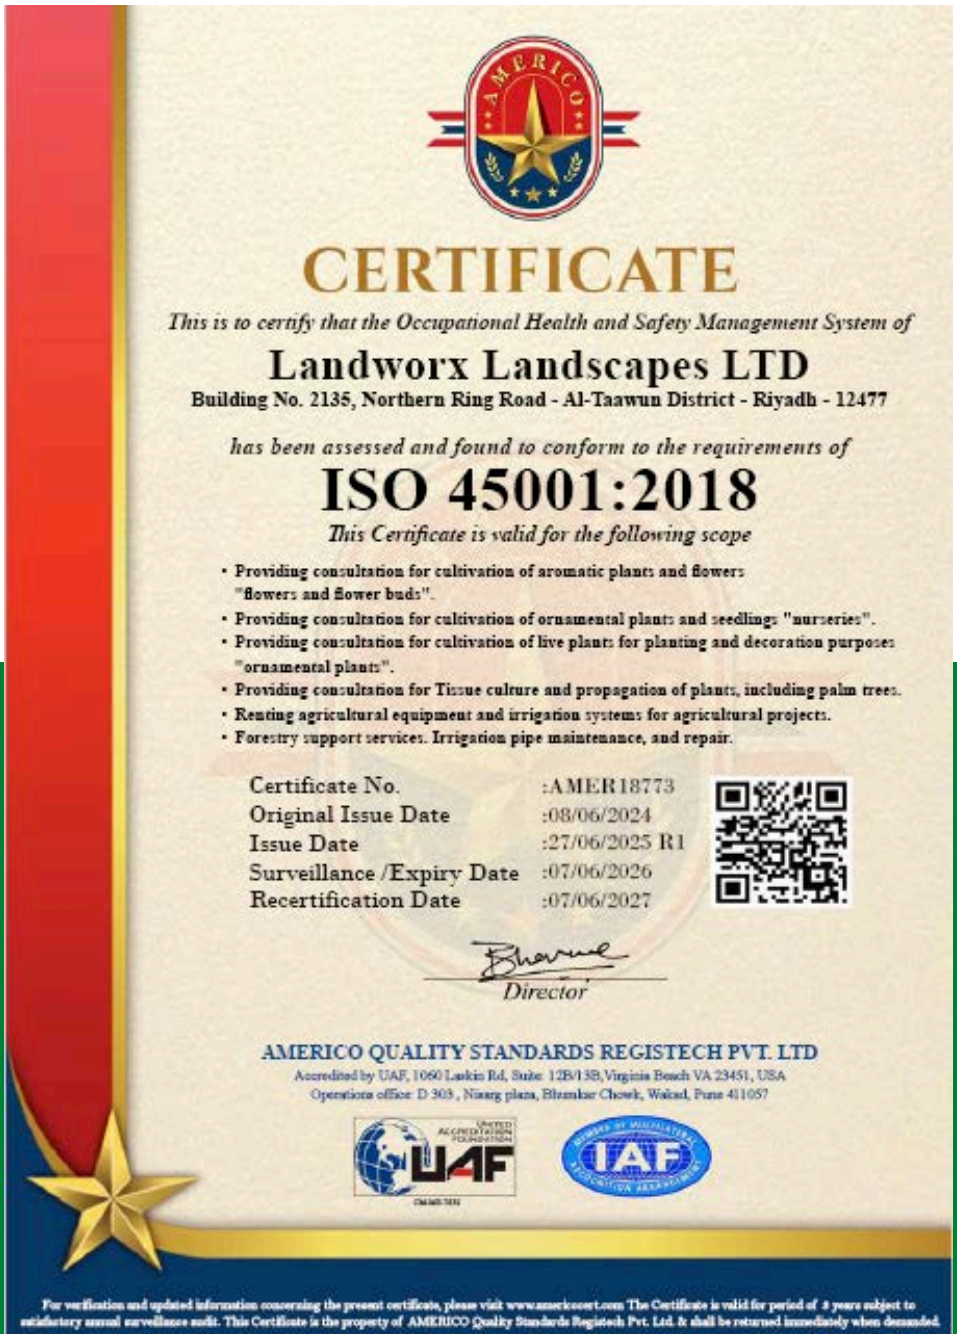 AMERICO
CERTIFICATE
This is to certify that the Occupational Health and Safety Management System of
Landworx Landscapes LTD
Building No. 2135, Northern Ring Road - Al-Taawun District - Riyadh - 12477
has been assessed and found to conform to the requirements of
ISO 45001:2018
This Certificate is valid for the following scope
• Providing consultation for cultivation of aromatic plants and flowers
"flowers and flower buds".
• Providing consultation for cultivation of ornamental plants and seedlings "nurseries".
• Providing consultation for cultivation of live plants for planting and decoration purposes
"ornamental plants".
• Providing consultation for Tissue culture and propagation of plants, including palm trees.
• Renting agricultural equipment and irrigation systems for agricultural projects.
• Forestry support services. Irrigation pipe maintenance, and repair.
Certificate No. :AMER18773
Original Issue Date :08/06/2024
Issue Date :27/06/2025 R1
Surveillance /Expiry Date :07/06/2026
Recertification Date :07/06/2027
Director
AMERICO QUALITY STANDARDS REGISTECH PVT. LTD
Accredited by UAF, 1060 Laskin Rd, Suite 12B/13B, Virginia Beach VA 23451, USA
Operations office: D 303, Nisarg plaza, Bhumkar Chowk, Wakad, Pune 411057
UNITED
ACCREDITATION
FOUNDATION
UAF
MEMBER OF MULTILATERAL
IAF
RECOGNITION ARRANGEMENT
For verification and updated information concerning the present certificate, please visit www.americocert.com The Certificate is valid for period of 3 years subject to
satisfactory annual surveillance audit. This Certificate is the property of AMERICO Quality Standards Registech Pvt. Ltd. & shall be returned immediately when demanded.